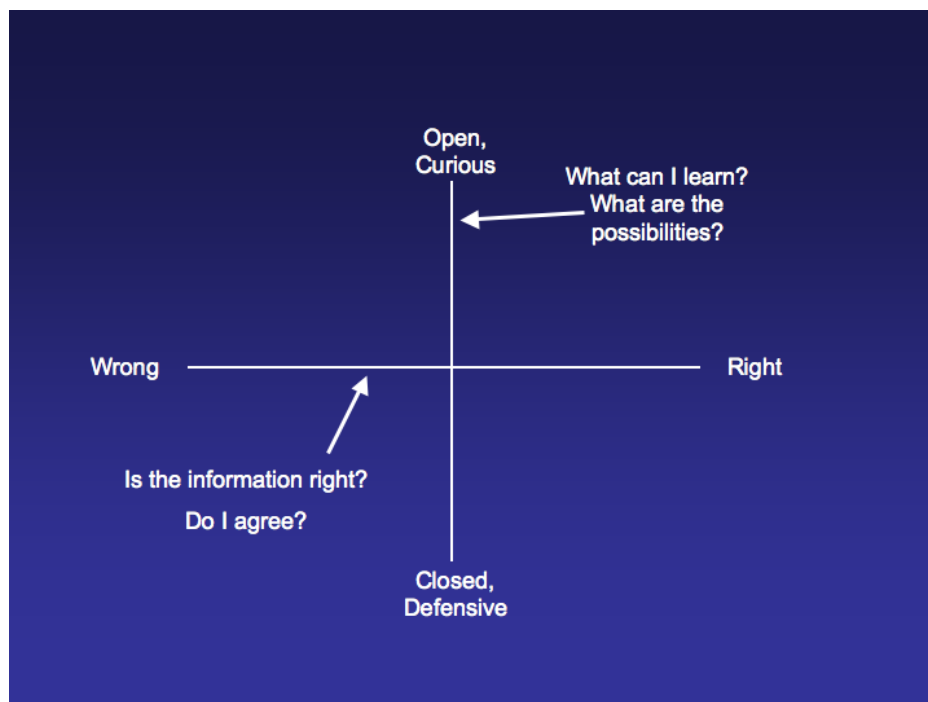 Open,
Curious
What can I learn?
What are the
possibilities?
Wrong
Right
Is the information right?
Do I agree?
Closed,
Defensive